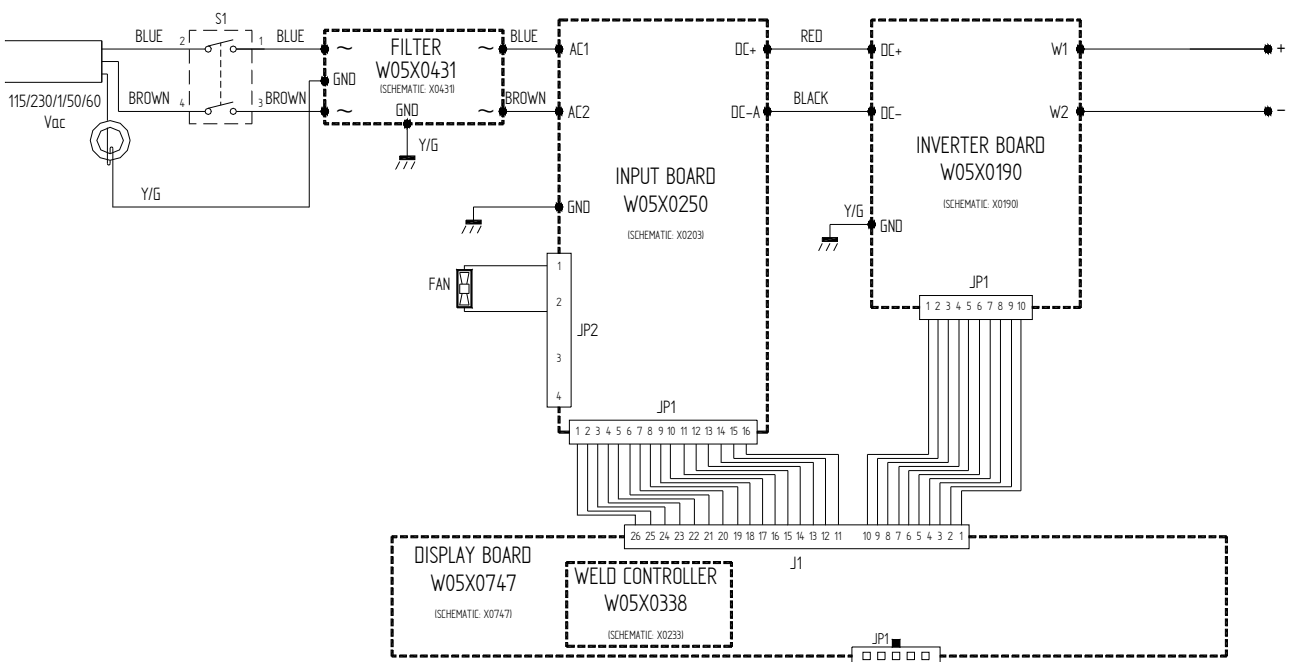 S1
BLUE 2 1 BLUE
~ FILTER ~
BLUE
AC1
DC+
RED
DC+
W1
+
W05X0431
(SCHEMATIC: X0431)
GND
115/230/1/50/60
Vac
BROWN 4 3 BROWN
~ GND ~
BROWN
AC2
DC-A
BLACK
DC-
W2
-
Y/G
Y/G
INPUT BOARD
W05X0250
(SCHEMATIC: X0203)
GND
INVERTER BOARD
W05X0190
(SCHEMATIC: X0190)
Y/G
GND
FAN
1
2
3
4
JP2
JP1
1 2 3 4 5 6 7 8 9 10
JP1
1 2 3 4 5 6 7 8 9 10 11 12 13 14 15 16
26 25 24 23 22 21 20 19 18 17 16 15 14 13 12 11 10 9 8 7 6 5 4 3 2 1
J1
DISPLAY BOARD
W05X0747
(SCHEMATIC: X0747)
WELD CONTROLLER
W05X0338
(SCHEMATIC: X0233)
JP1